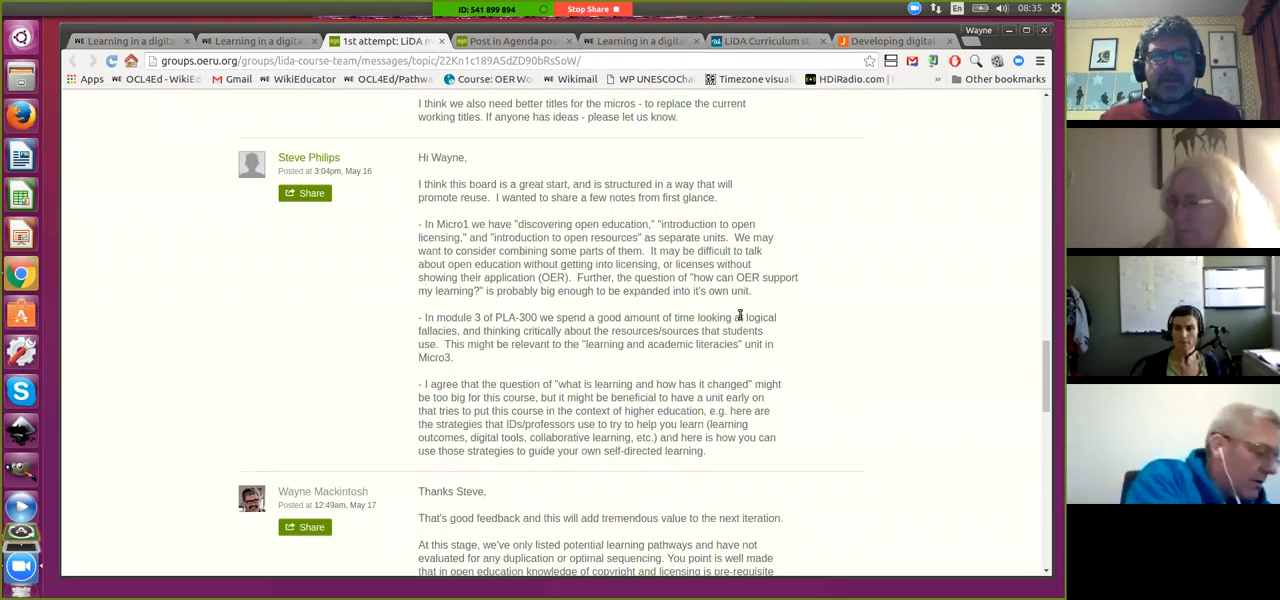 ID: 541 899 894
Stop Share
En
08:35
Wayne
WE Learning in a digita
WE Learning in a digita
1st attempt: LiDA m
Post in Agenda pos
WE Learning in a digita
LiDA Curriculum st
Developing digital
groups.oeru.org/groups/lida-course-team/messages/topic/22Kn1c189ASdZD90bRsSoW/
Apps
WE OCL4ED - WikiEd
Gmail
WE WikiEducator
WE OCL4ED/Pathwa
Course: OER Wo
WE Wikimail
WP UNESCOCha
Timezone visuali
HDiRadio.com
»
Other bookmarks
I think we also need better titles for the micros - to replace the current
working titles. If anyone has ideas - please let us know.
Steve Philips
Posted at 3:04pm, May 16
Share
Hi Wayne,
I think this board is a great start, and is structured in a way that will
promote reuse.  I wanted to share a few notes from first glance.
- In Micro1 we have "discovering open education," "introduction to open
licensing," and "introduction to open resources" as separate units.  We may
want to consider combining some parts of them.  It may be difficult to talk
about open education without getting into licensing, or licenses without
showing their application (OER).  Further, the question of "how can OER support
my learning?" is probably big enough to be expanded into it's own unit.
- In module 3 of PLA-300 we spend a good amount of time looking at logical
fallacies, and thinking critically about the resources/sources that students
use.  This might be relevant to the "learning and academic literacies" unit in
Micro3.
- I agree that the question of "what is learning and how has it changed" might
be too big for this course, but it might be beneficial to have a unit early on
that tries to put this course in the context of higher education, e.g. here are
the strategies that IDs/professors use to try to help you learn (learning
outcomes, digital tools, collaborative learning, etc.) and here is how you can
use those strategies to guide your own self-directed learning.
Wayne Mackintosh
Posted at 12:49am, May 17
Share
Thanks Steve,
That's good feedback and this will add tremendous value to the next iteration.
At this stage, we've only listed potential learning pathways and have not
evaluated for any duplication or optimal sequencing. You point is well made
that in open education knowledge of copyright and licensing is pre-requisite